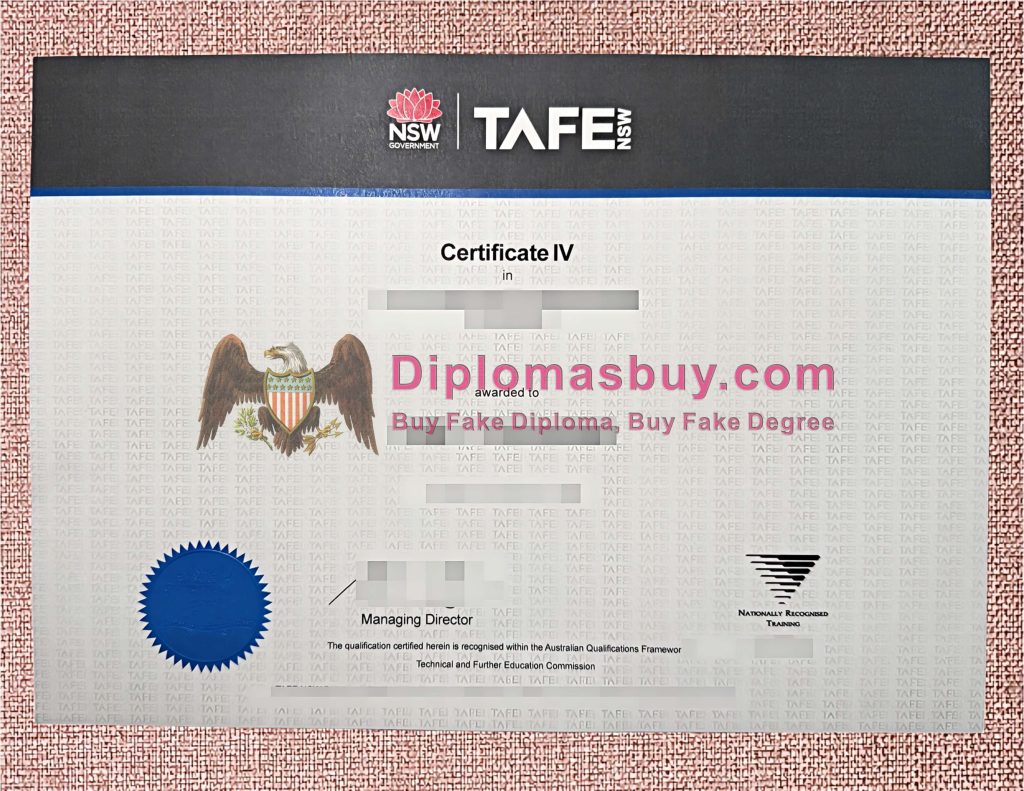 NSW
GOVERNMENT
TAFE NSW
Certificate IV
in
Diplomasbuy.com
awarded to
Buy Fake Diploma, Buy Fake Degree
Managing Director
NATIONALLY RECOGNISED
TRAINING
The qualification certified herein is recognised within the Australian Qualifications Framewor
Technical and Further Education Commission